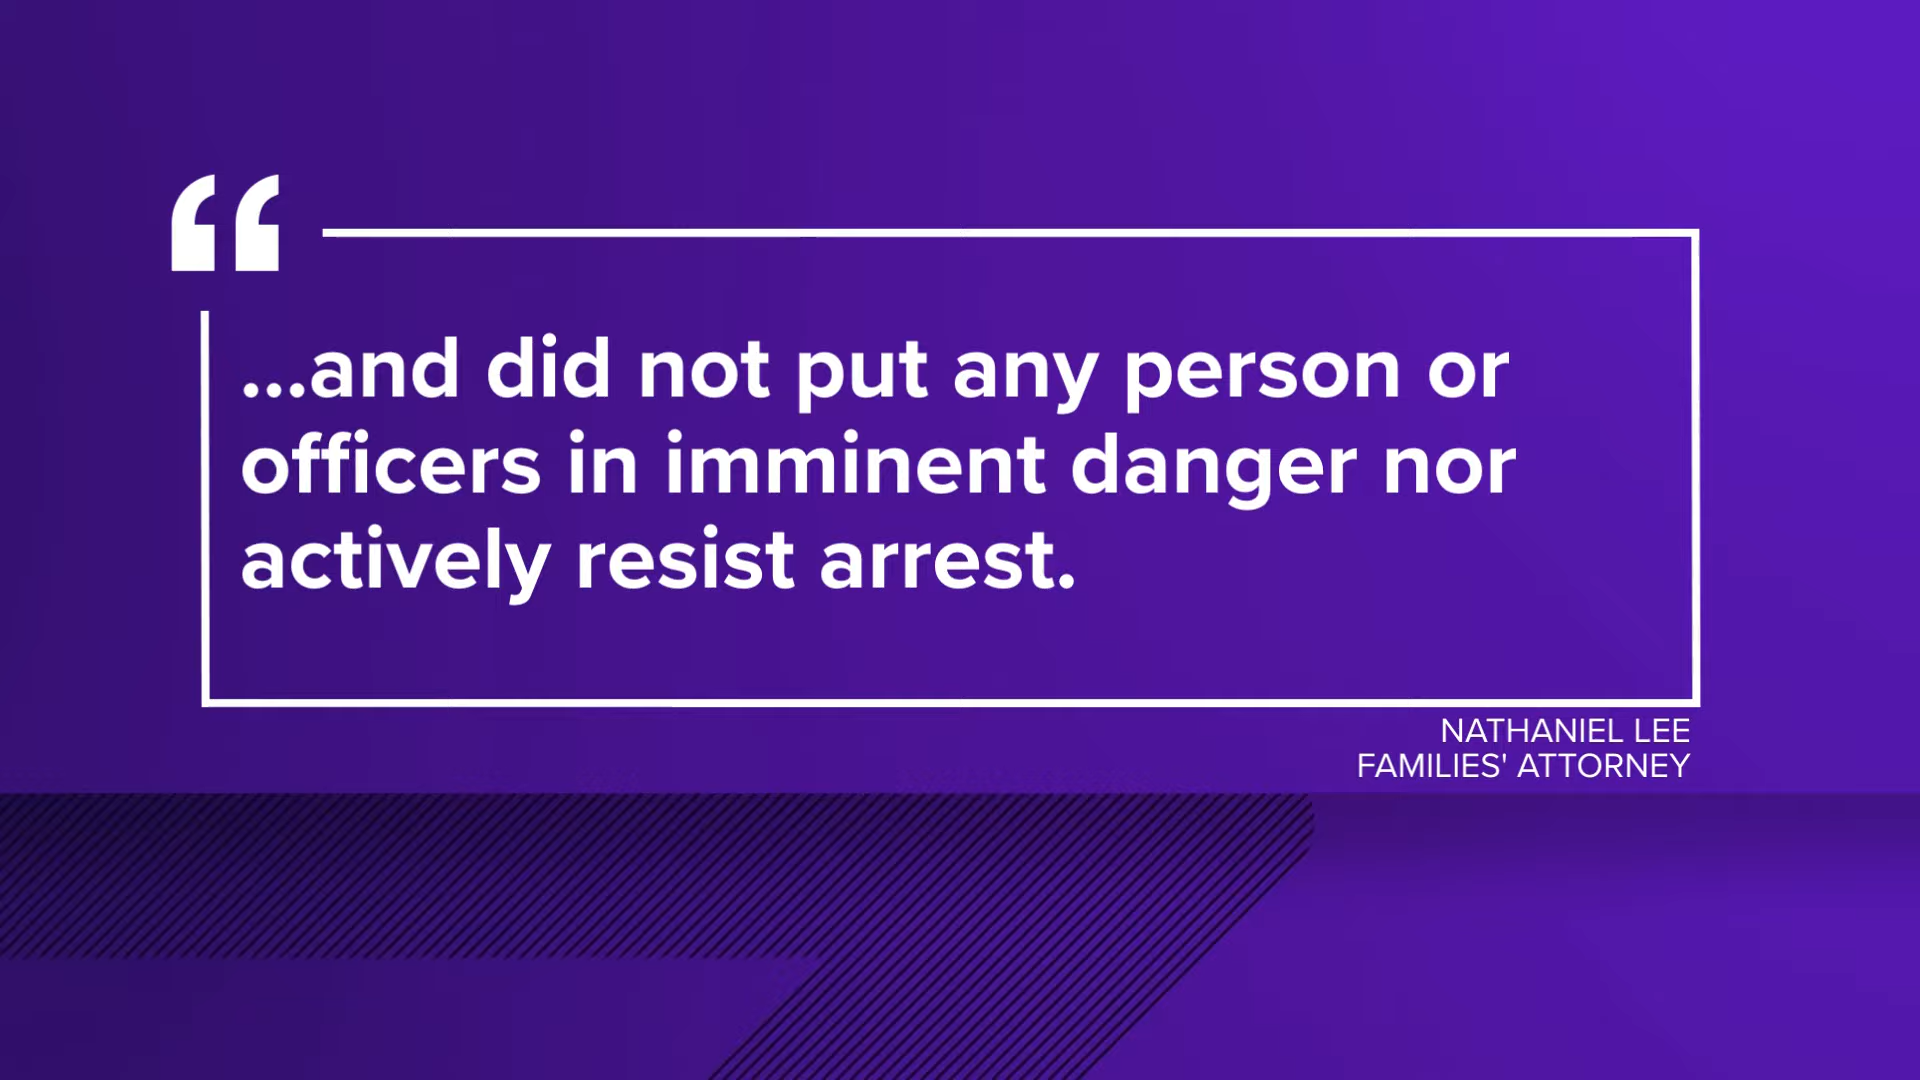 “
...and did not put any person or
officers in imminent danger nor
actively resist arrest.
NATHANIEL LEE
FAMILIES' ATTORNEY